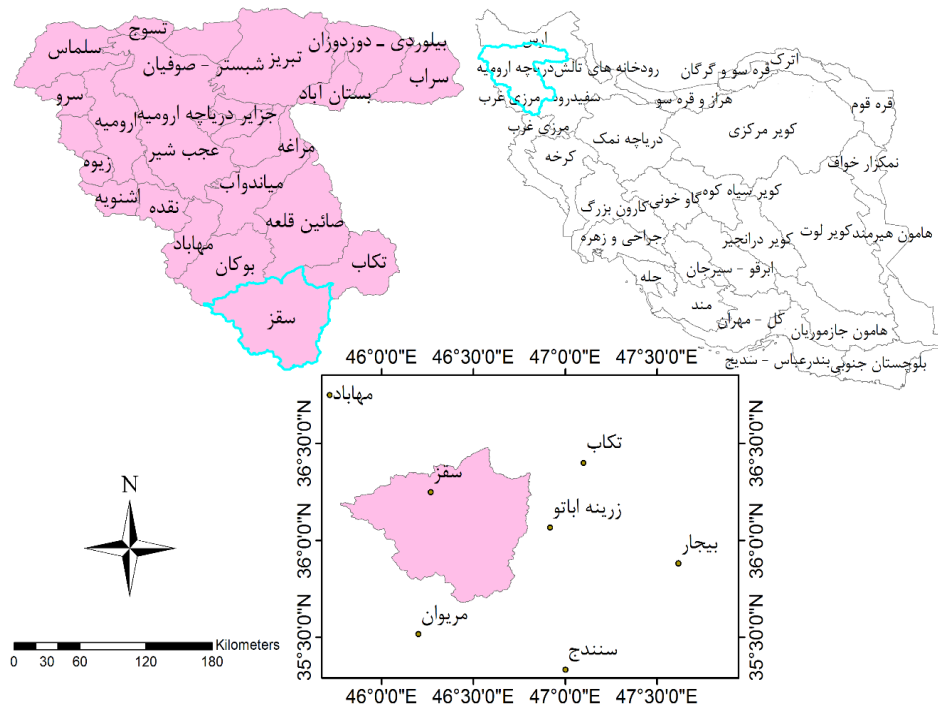 تسوج
سلماس
بیلوردی – دوزدوزان
تبریز
شبستر – صوفیان
سراب
سرو
بستان آباد
جزایر دریاچه ارومیه
ارومیه
مراغه
عجب شیر
زیوه
میاندوآب
اشنویه
نقده
صائین قلعه
مهاباد
تکاب
بوکان
سقز
ارس
اترک
رودخانه های تالش
دریاچه ارومیه
قره سو و گرگان
سفیدرود
مرزی غرب
هراز و قره سو
قره قوم
مرزی غرب
کویر مرکزی
دریاچه نمک
کرخه
نمکزار خواف
کویر سیاه کوه
گاو خونی
کارون بزرگ
هامون هیرمند
کویر لوت
کویر درانجیر
جراحی و زهره
ابرقو – سیرجان
حله
مند
کل – مهران
هامون جازموریان
بندرعباس – سدیج
بلوچستان جنوبی
46°0'0"E 46°30'0"E 47°0'0"E 47°30'0"E
مهاباد
36°30'0"N 36°30'0"N
تکاب
سقز
زرینه اباتو
36°0'0"N 36°0'0"N
بیجار
مریوان
35°30'0"N 35°30'0"N
سنندج
46°0'0"E 46°30'0"E 47°0'0"E 47°30'0"E
N
Kilometers
0 30 60 120 180